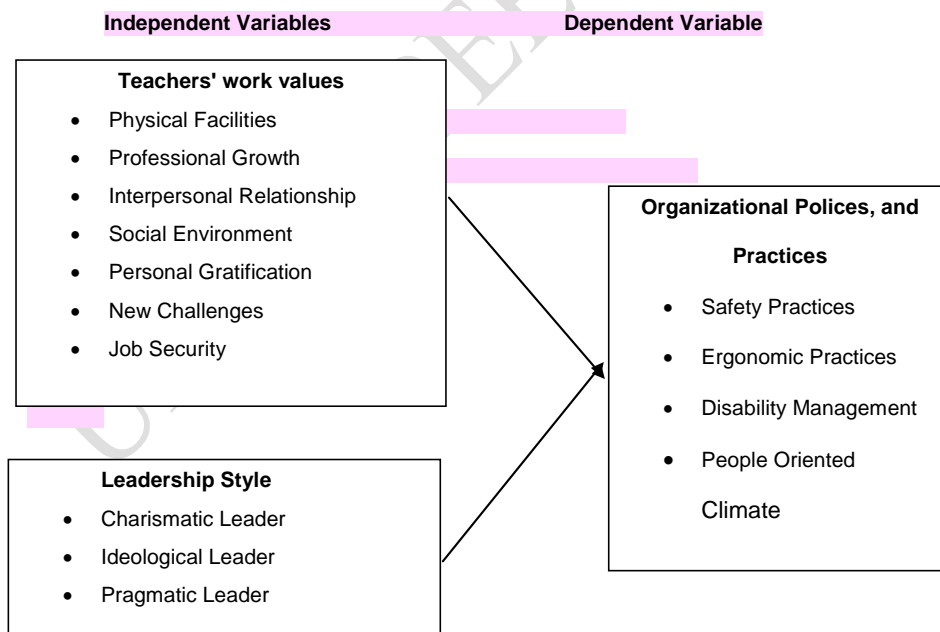 Independent Variables Dependent Variable
Teachers' work values
• Physical Facilities
• Professional Growth
• Interpersonal Relationship
• Social Environment
• Personal Gratification
• New Challenges
• Job Security
Organizational Polices, and
Practices
• Safety Practices
• Ergonomic Practices
• Disability Management
• People Oriented
Climate
Leadership Style
• Charismatic Leader
• Ideological Leader
• Pragmatic Leader